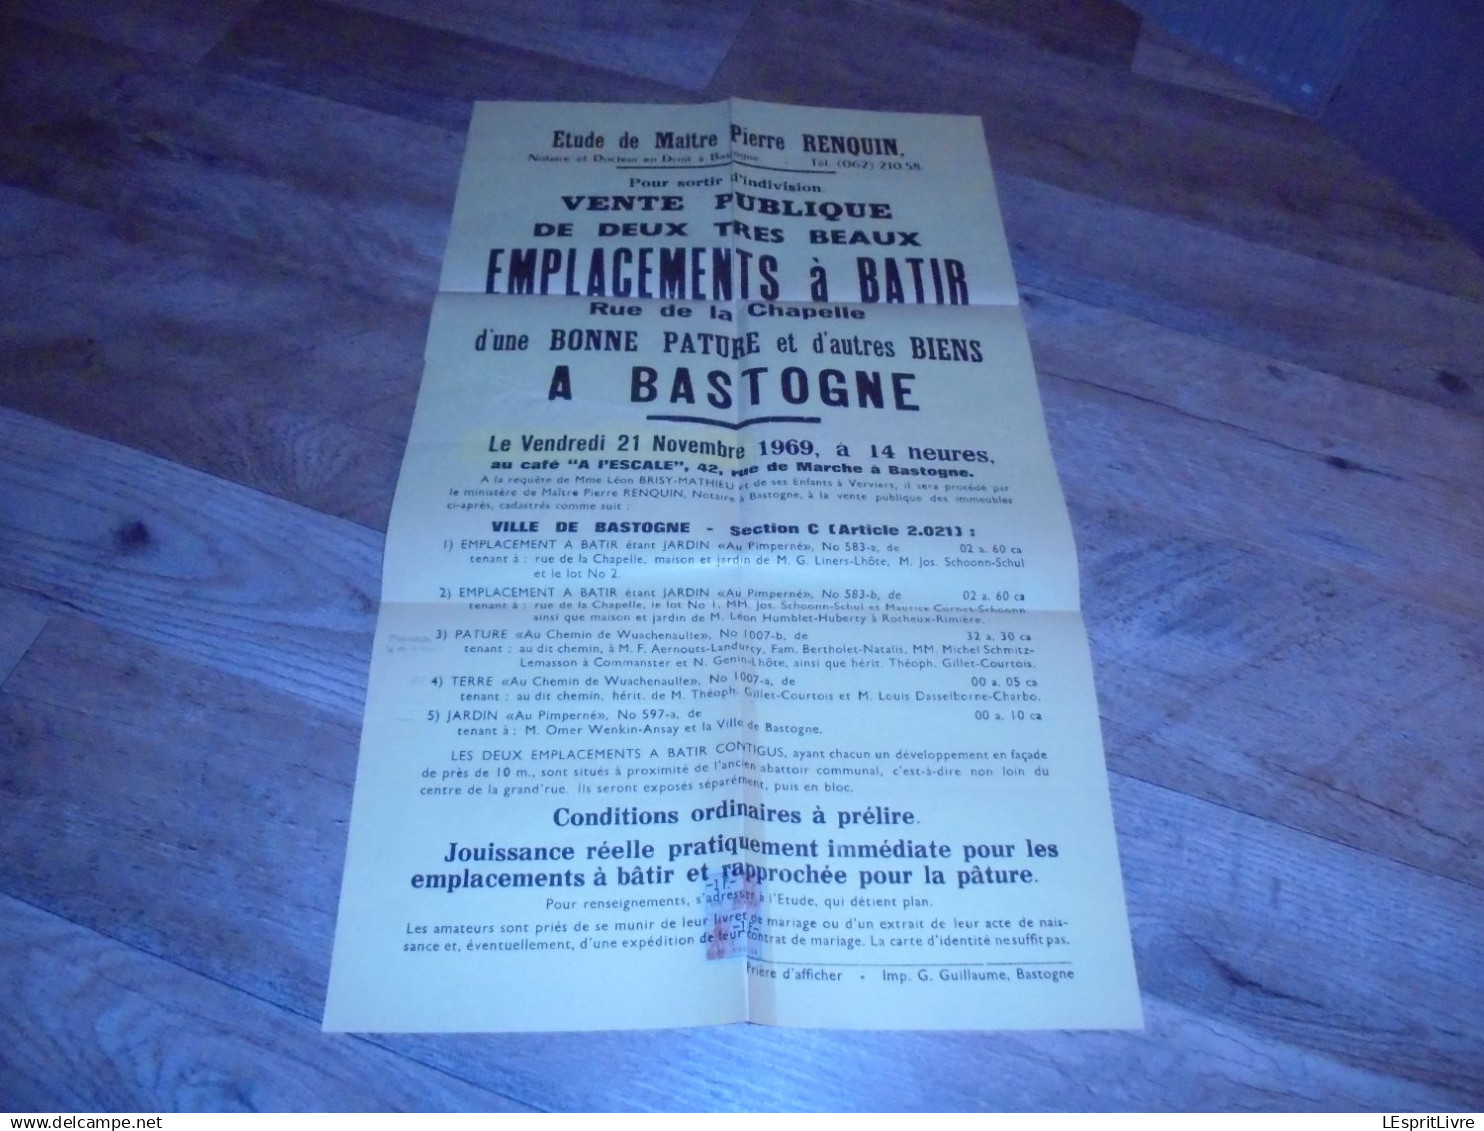 Etude de Maître Pierre RENQUIN,
Notaire et Docteur en Droit à Bastogne. - Tél. (062) 210.58
Pour sortir d'indivision.
VENTE PUBLIQUE
DE DEUX TRES BEAUX
EMPLACEMENTS à BATIR
Rue de la Chapelle
d'une BONNE PATURE et d'autres BIENS
A BASTOGNE
Le Vendredi 21 Novembre 1969, à 14 heures,
au café "A l'ESCALE", 42, rue de Marche à Bastogne.
A la requête de Mme Léon BRISY-MATHIEU et de ses Enfants à Verviers, il sera procédé par
le ministère de Maître Pierre RENQUIN, Notaire à Bastogne, à la vente publique des immeubles
ci-après, cadastrés comme suit :
VILLE DE BASTOGNE - Section C (Article 2.021) :
1) EMPLACEMENT A BATIR étant JARDIN «Au Pimperné», No 583-a, de 02 a. 60 ca
tenant à : rue de la Chapelle, maison et jardin de M. G. Liners-Lhôte, M. Jos. Schoonn-Schul
et le lot No 2.
2) EMPLACEMENT A BATIR étant JARDIN «Au Pimperné», No 583-b, de 02 a. 60 ca
tenant à : rue de la Chapelle, le lot No 1, MM. Jos. Schoonn-Schul et Maurice Cornet-Schoonn
ainsi que maison et jardin de M. Léon Humblet-Huberty à Rotheux-Rimière.
3) PATURE «Au Chemin de Wuachenaulle», No 1007-b, de 32 a. 30 ca
tenant : au dit chemin, à M. F. Aernouts-Landurcy, Fam. Bertholet-Natalis, MM. Michel Schmitz-
Lemasson à Commanster et N. Genin-Lhôte, ainsi que hérit. Théoph. Gillet-Courtois.
4) TERRE «Au Chemin de Wuachenaulle», No 1007-a, de 00 a. 05 ca
tenant : au dit chemin, hérit. de M. Théoph. Gillet-Courtois et M. Louis Dasselborne-Charbo.
5) JARDIN «Au Pimperné», No 597-a, de 00 a. 10 ca
tenant à : M. Omer Wenkin-Ansay et la Ville de Bastogne.
LES DEUX EMPLACEMENTS A BATIR CONTIGUS, ayant chacun un développement en façade
de près de 10 m., sont situés à proximité de l'ancien abattoir communal, c'est-à-dire non loin du
centre de la grand'rue. Ils seront exposés séparément, puis en bloc.
Conditions ordinaires à prélire.
Jouissance réelle pratiquement immédiate pour les
emplacements à bâtir et rapprochée pour la pâture.
Pour renseignements, s'adresser à l'Etude, qui détient plan.
Les amateurs sont priés de se munir de leur livret de mariage ou d'un extrait de leur acte de nais-
sance et, éventuellement, d'une expédition de leur contrat de mariage. La carte d'identité ne suffit pas.
Prière d'afficher - Imp. G. Guillaume, Bastogne
-1 F.-
-1 F-
delcampe.net
kiki011
LEspritLivre